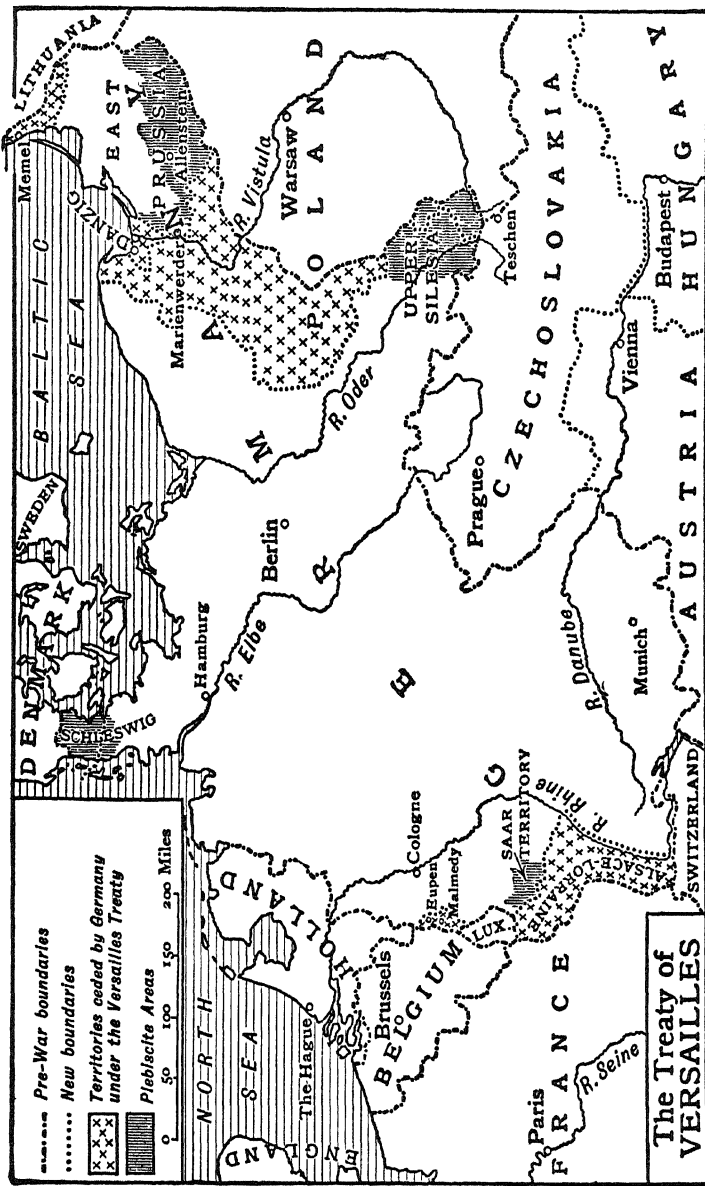 Pre-War boundaries
New boundaries
Territories ceded by Germany
under the Versailles Treaty
Plebiscite Areas
0 50 100 150 200 Miles
DENMARK
SWEDEN
BALTIC
SEA
Memel
LITHUANIA
SCHLESWIG
DANZIG
EAST
PRUSSIA
Allenstein
Marienwerder
NORTH
SEA
ENGLAND
Hamburg
R. Elbe
Berlin
R. Vistula
Warsaw
POLAND
The Hague
HOLLAND
GERMANY
R. Oder
UPPER
SILESIA
Brussels
BELGIUM
Eupen
Malmedy
Cologne
LUX
SAAR
TERRITORY
R. Rhine
Prague
Teschen
CZECHOSLOVAKIA
Paris
FRANCE
R. Seine
ALSACE-LORRAINE
R. Danube
Munich
Vienna
Budapest
SWITZERLAND
AUSTRIA
HUNGARY
The Treaty of
VERSAILLES